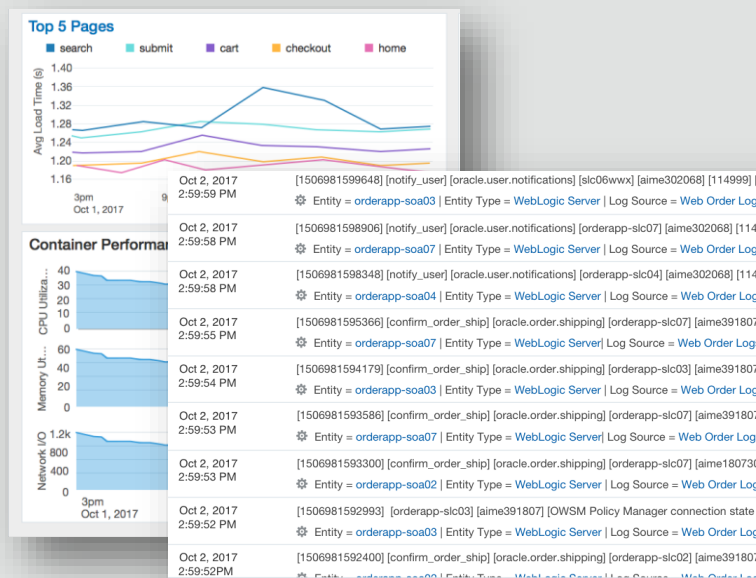 Top 5 Pages
search submit cart checkout home
Avg Load Time (s)
1.40
1.36
1.32
1.28
1.24
1.20
1.16
3pm
Oct 1, 2017
Container Performa
CPU Utiliza...
40
30
20
10
0
Memory Ut...
60
40
20
0
Network I/O
1.2k
800
400
0
3pm
Oct 1, 2017
Oct 2, 2017 [1506981599648] [notify_user] [oracle.user.notifications] [slc06wwx] [aime302068] [114999] [
2:59:59 PM Entity = orderapp-soa03 | Entity Type = WebLogic Server | Log Source = Web Order Log
Oct 2, 2017 [1506981598906] [notify_user] [oracle.user.notifications] [orderapp-slc07] [aime302068] [114
2:59:58 PM Entity = orderapp-soa07 | Entity Type = WebLogic Server | Log Source = Web Order Log
Oct 2, 2017 [1506981598348] [notify_user] [oracle.user.notifications] [orderapp-slc04] [aime302068] [114
2:59:58 PM Entity = orderapp-soa04 | Entity Type = WebLogic Server | Log Source = Web Order Log
Oct 2, 2017 [1506981595366] [confirm_order_ship] [oracle.order.shipping] [orderapp-slc07] [aime391807
2:59:55 PM Entity = orderapp-soa07 | Entity Type = WebLogic Server| Log Source = Web Order Logs
Oct 2, 2017 [1506981594179] [confirm_order_ship] [oracle.order.shipping] [orderapp-slc03] [aime391807
2:59:54 PM Entity = orderapp-soa03 | Entity Type = WebLogic Server | Log Source = Web Order Log
Oct 2, 2017 [1506981593586] [confirm_order_ship] [oracle.order.shipping] [orderapp-slc07] [aime391807
2:59:53 PM Entity = orderapp-soa07 | Entity Type = WebLogic Server| Log Source = Web Order Log
Oct 2, 2017 [1506981593300] [confirm_order_ship] [oracle.order.shipping] [orderapp-slc07] [aime180730
2:59:53 PM Entity = orderapp-soa02 | Entity Type = WebLogic Server | Log Source = Web Order Log
Oct 2, 2017 [1506981592993] [orderapp-slc03] [aime391807] [OWSM Policy Manager connection state
2:59:52 PM Entity = orderapp-soa03 | Entity Type = WebLogic Server | Log Source = Web Order Log
Oct 2, 2017 [1506981592400] [confirm_order_ship] [oracle.order.shipping] [orderapp-slc02] [aime391807
2:59:52PM